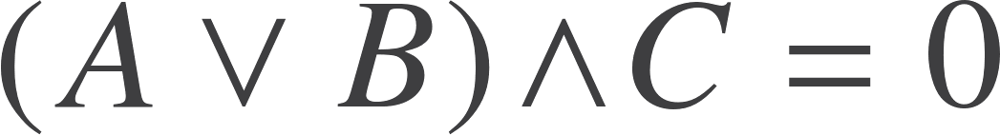 (A ∨ B) ∧ C = 0